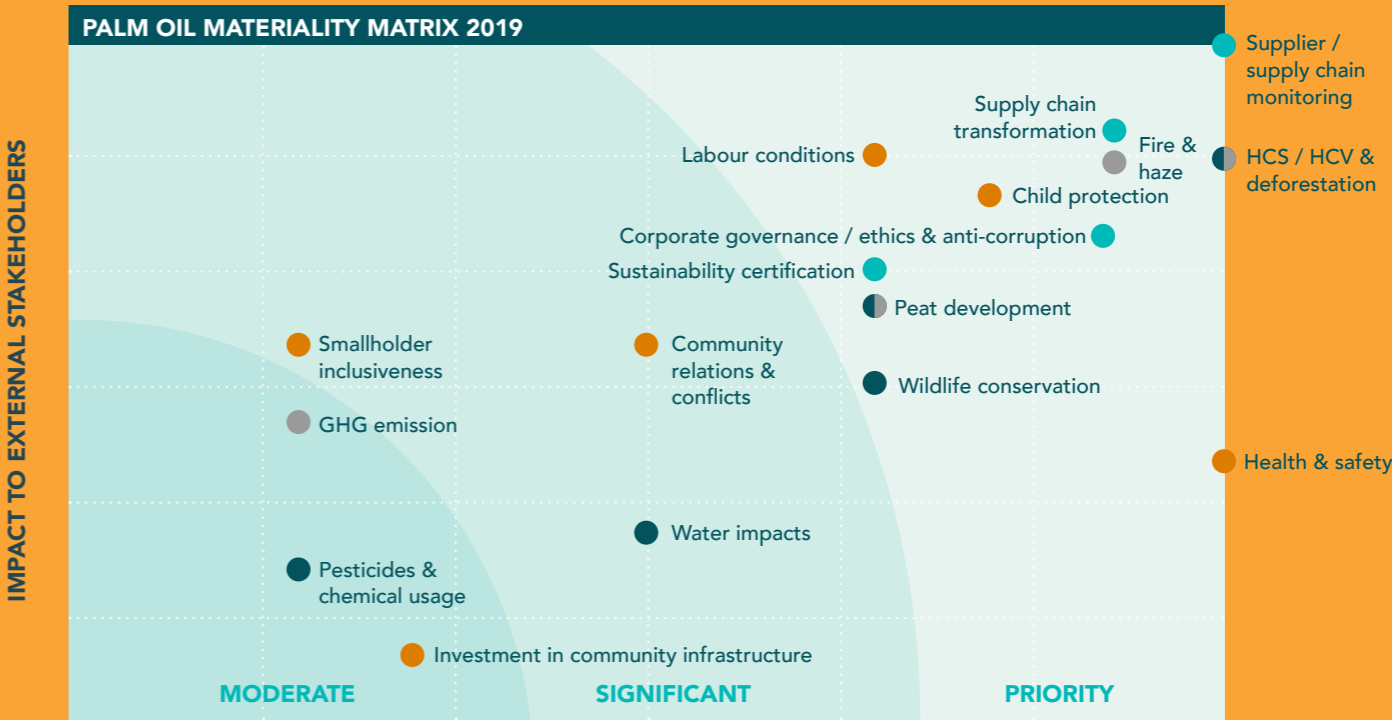 PALM OIL MATERIALITY MATRIX 2019
IMPACT TO EXTERNAL STAKEHOLDERS
Supplier /
supply chain
monitoring
Supply chain
transformation
Fire &
haze
Labour conditions
HCS / HCV &
deforestation
Child protection
Corporate governance / ethics & anti-corruption
Sustainability certification
Peat development
Smallholder
inclusiveness
Community
relations &
conflicts
Wildlife conservation
GHG emission
Health & safety
Water impacts
Pesticides &
chemical usage
Investment in community infrastructure
MODERATE
SIGNIFICANT
PRIORITY